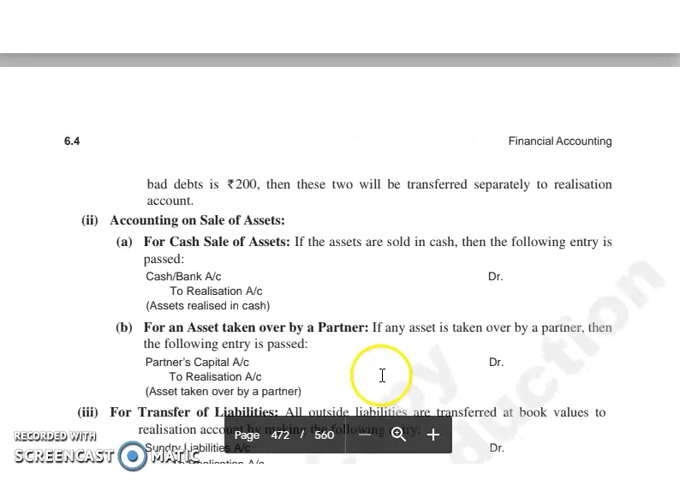 6.4 Financial Accounting
bad debts is ₹200, then these two will be transferred separately to realisation
account.
(ii) Accounting on Sale of Assets:
(a) For Cash Sale of Assets: If the assets are sold in cash, then the following entry is
passed:
Cash/Bank A/c Dr.
To Realisation A/c
(Assets realised in cash)
(b) For an Asset taken over by a Partner: If any asset is taken over by a partner, then
the following entry is passed:
Partner's Capital A/c Dr.
To Realisation A/c
(Asset taken over by a partner)
(iii) For Transfer of Liabilities: All outside liabilities are transferred at book values to
realisation account by making the following entry:
Sundry Liabilities A/c Dr.
To Realisation A/c
Page 472 / 560
RECORDED WITH
SCREENCAST MATIC